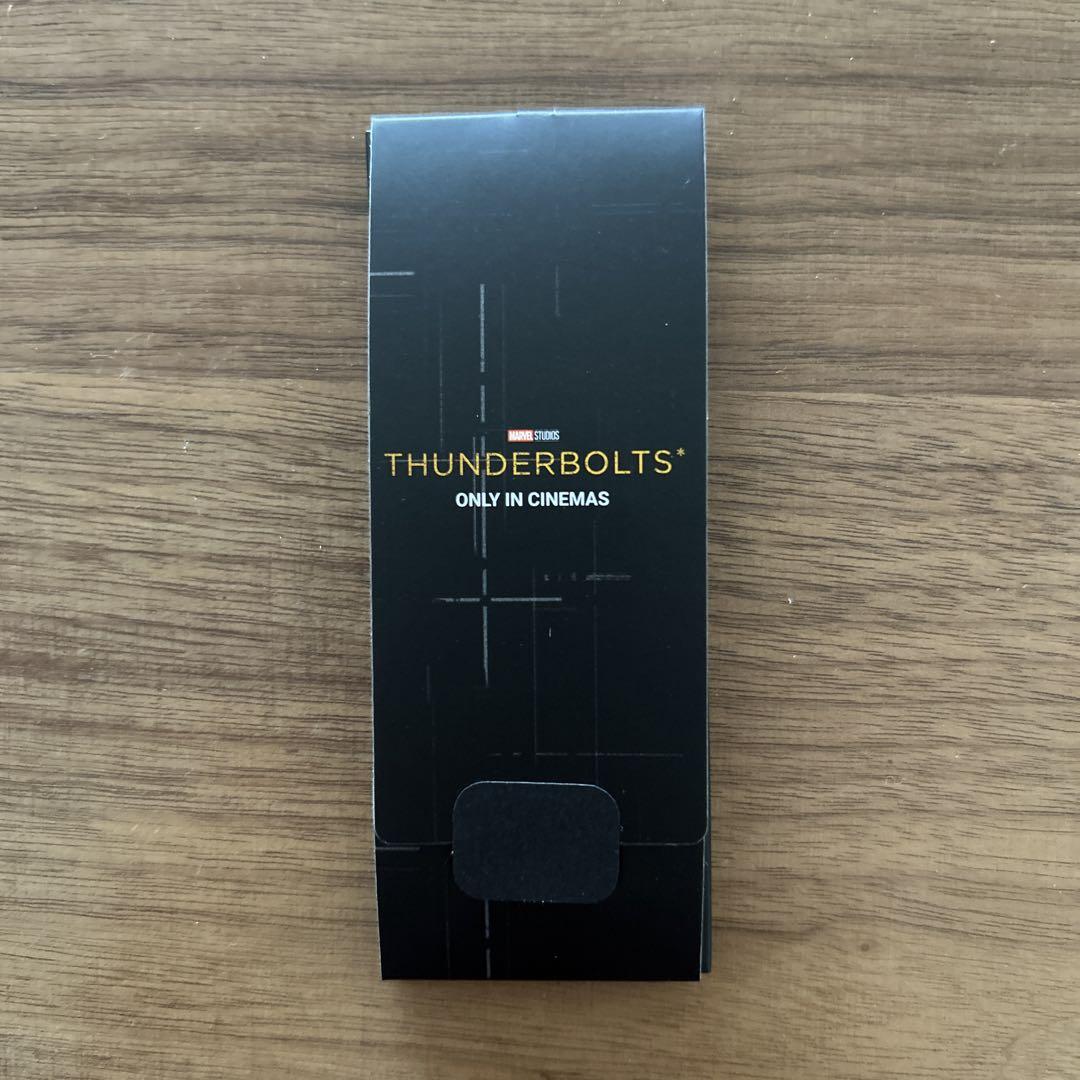 MARVEL STUDIOS
THUNDERBOLTS*
ONLY IN CINEMAS